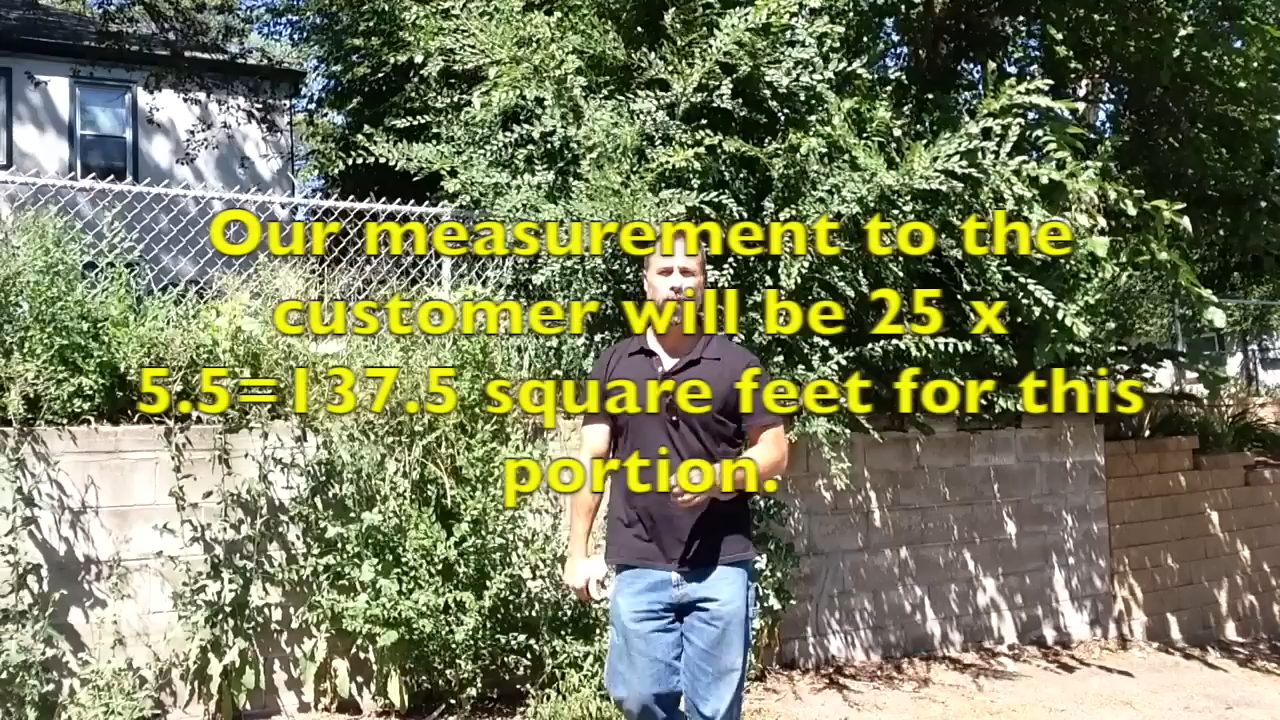 Our measurement to the
customer will be 25 x
5.5=137.5 square feet for this
portion.